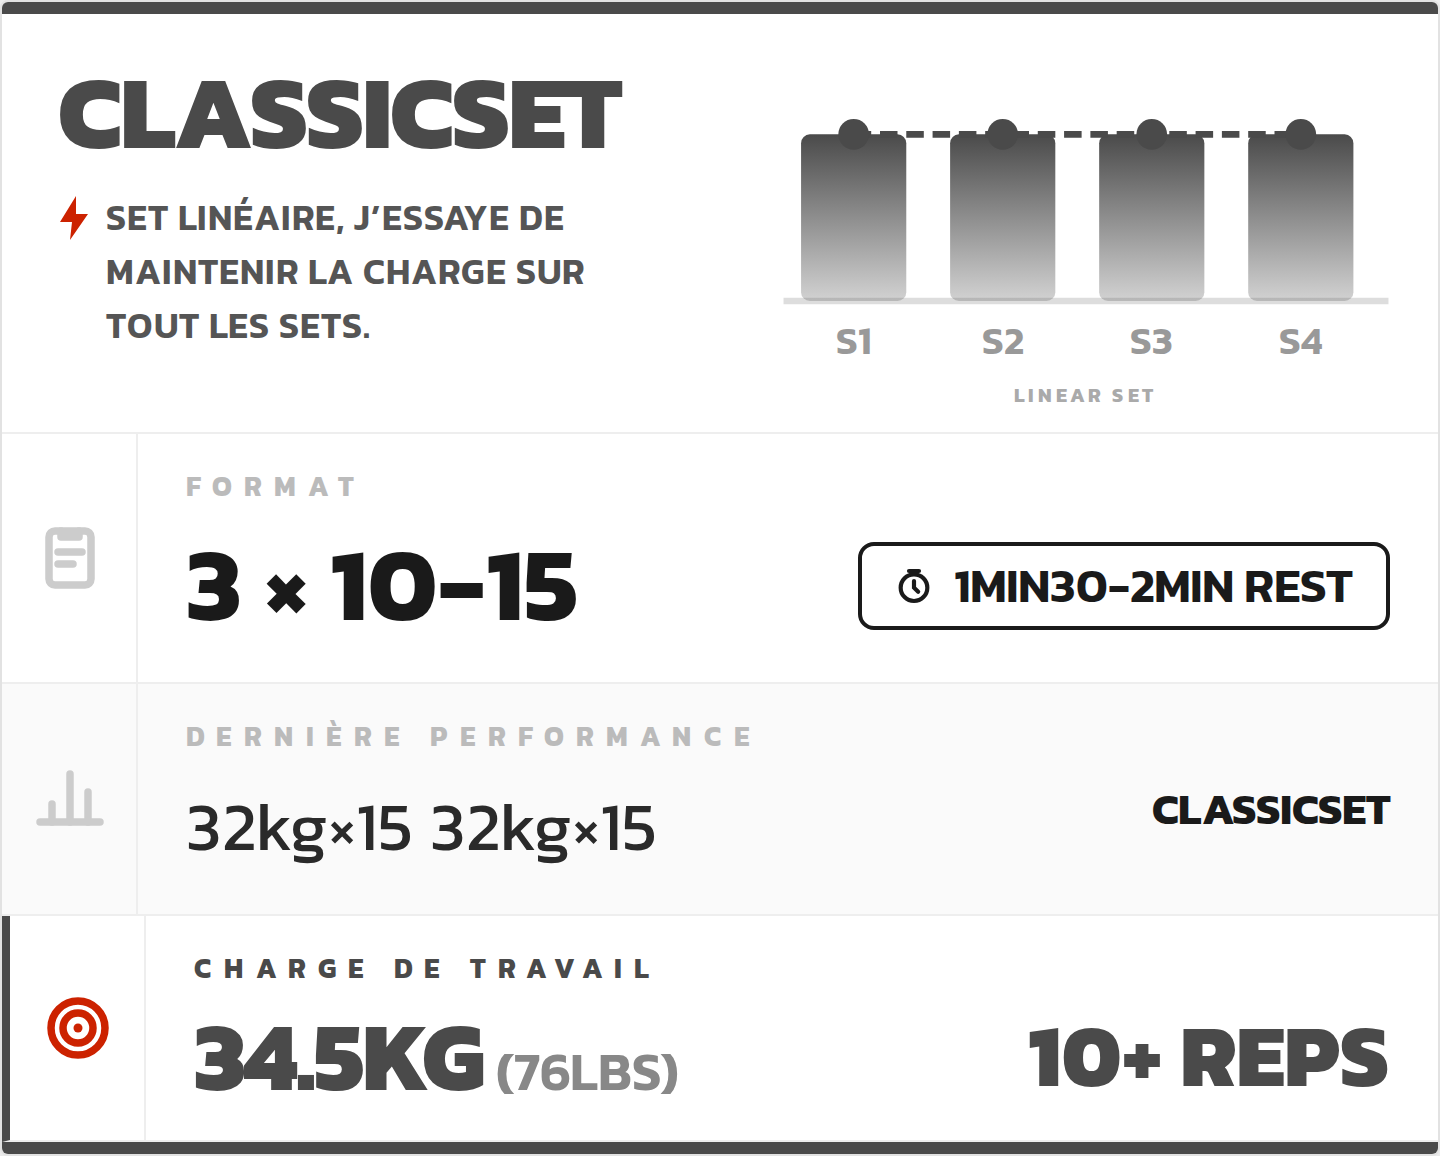 CLASSICSET
SET LINÉAIRE, J’ESSAYE DE
MAINTENIR LA CHARGE SUR
TOUT LES SETS.
S1 S2 S3 S4
LINEAR SET
FORMAT
3 × 10–15
1MIN30–2MIN REST
DERNIÈRE PERFORMANCE
32kg×15 32kg×15
CLASSICSET
CHARGE DE TRAVAIL
34.5KG (76LBS)
10+ REPS